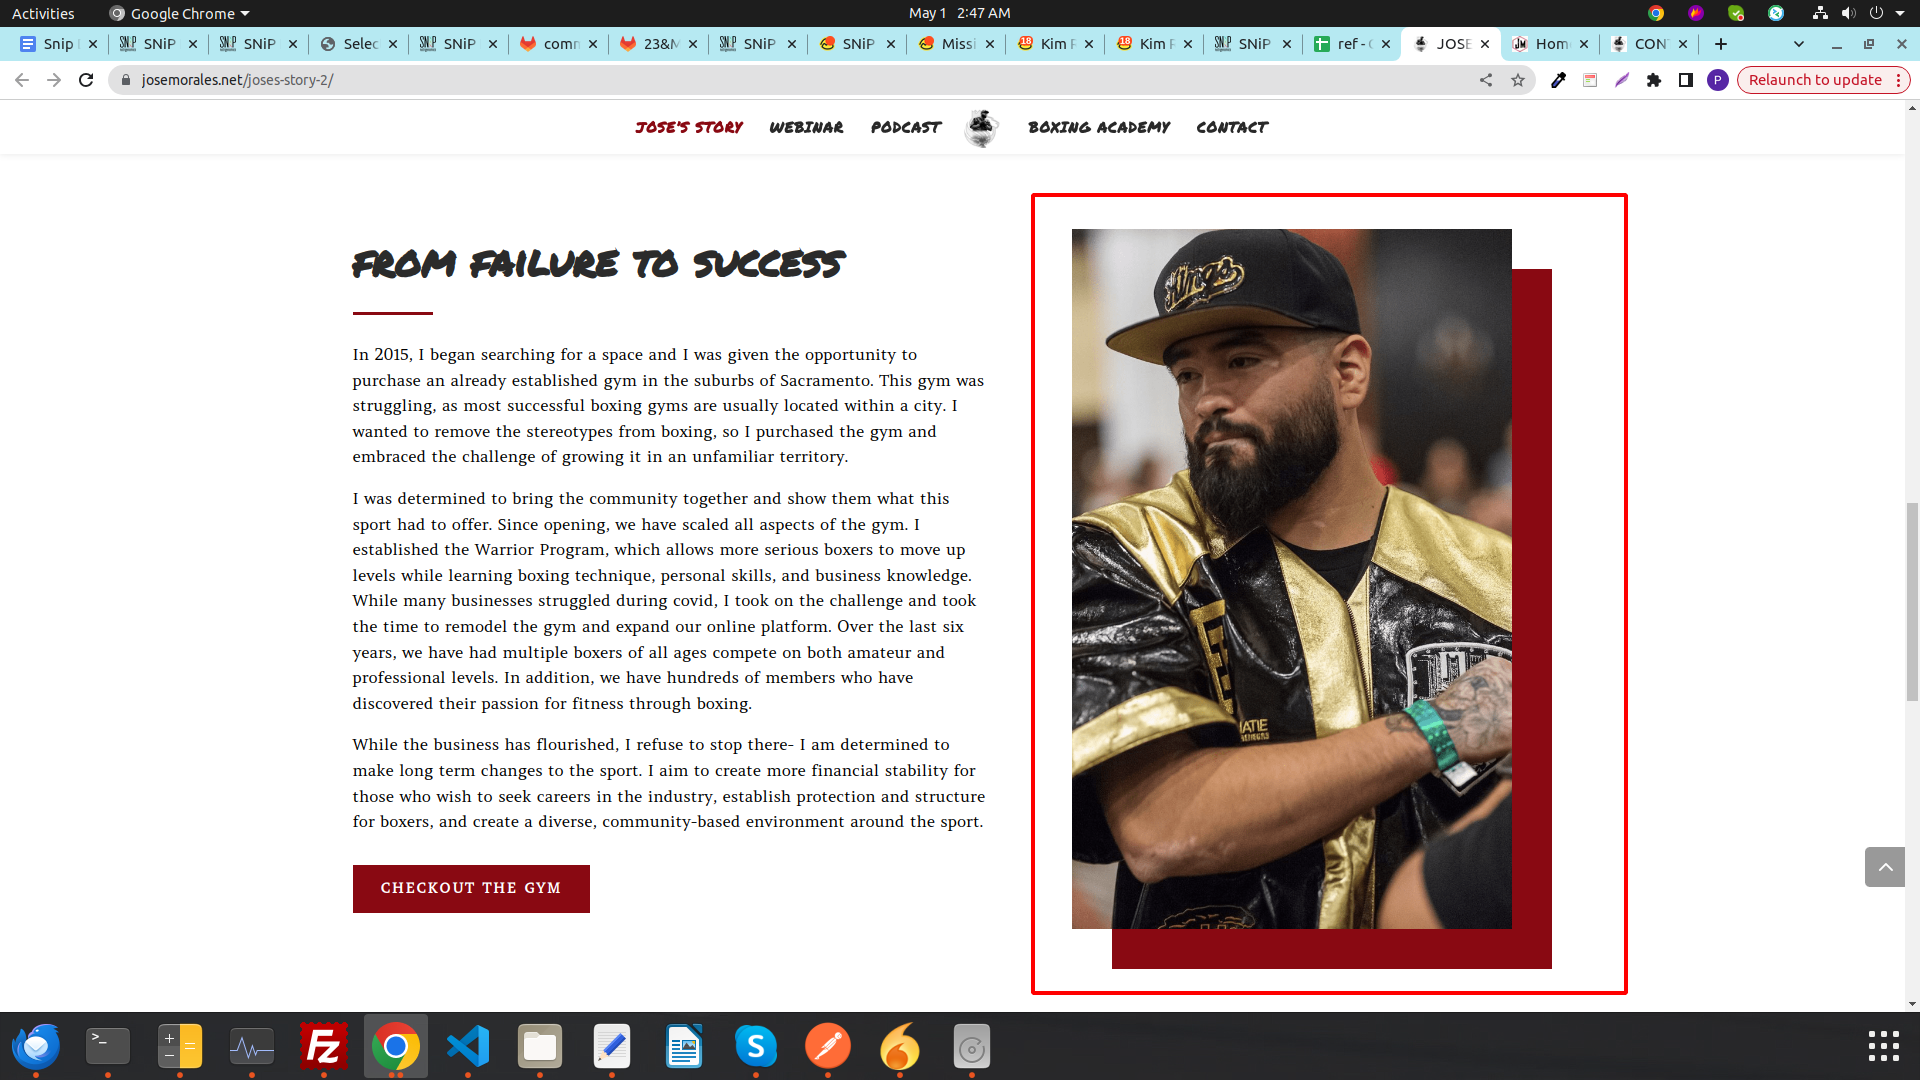 Activities Google Chrome May 1 2:47 AM
Snip SNiP SNiP Selec SNiP comm 23&M SNiP SNiP Missi Kim F Kim F SNiP ref - C JOSE Hom CON
josemorales.net/joses-story-2/ P Relaunch to update
JOSE'S STORY WEBINAR PODCAST BOXING ACADEMY CONTACT
FROM FAILURE TO SUCCESS
In 2015, I began searching for a space and I was given the opportunity to
purchase an already established gym in the suburbs of Sacramento. This gym was
struggling, as most successful boxing gyms are usually located within a city. I
wanted to remove the stereotypes from boxing, so I purchased the gym and
embraced the challenge of growing it in an unfamiliar territory.
I was determined to bring the community together and show them what this
sport had to offer. Since opening, we have scaled all aspects of the gym. I
established the Warrior Program, which allows more serious boxers to move up
levels while learning boxing technique, personal skills, and business knowledge.
While many businesses struggled during covid, I took on the challenge and took
the time to remodel the gym and expand our online platform. Over the last six
years, we have had multiple boxers of all ages compete on both amateur and
professional levels. In addition, we have hundreds of members who have
discovered their passion for fitness through boxing.
While the business has flourished, I refuse to stop there- I am determined to
make long term changes to the sport. I aim to create more financial stability for
those who wish to seek careers in the industry, establish protection and structure
for boxers, and create a diverse, community-based environment around the sport.
CHECKOUT THE GYM
Kings